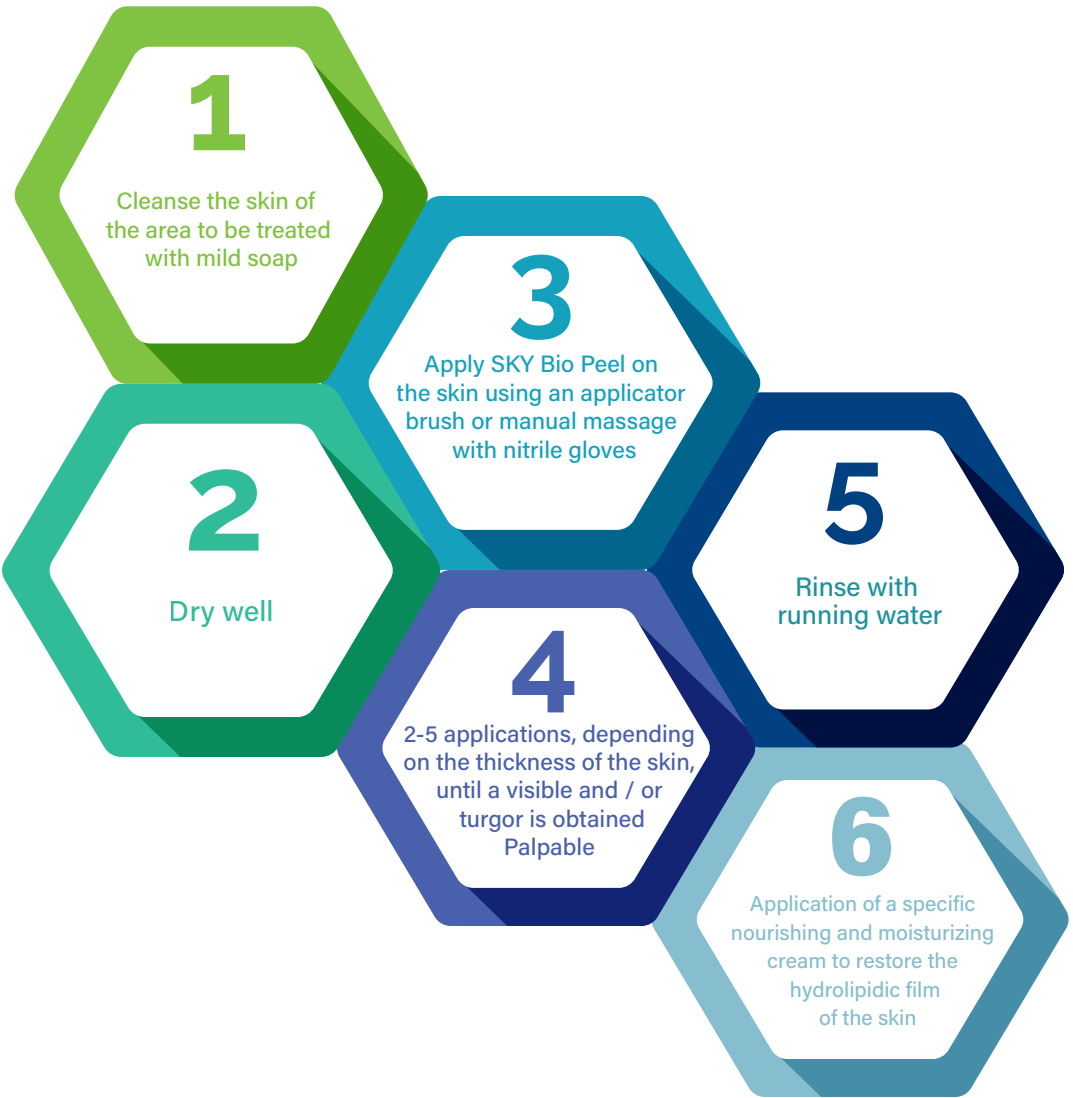 1
Cleanse the skin of
the area to be treated
with mild soap
2
Dry well
3
Apply SKY Bio Peel on
the skin using an applicator
brush or manual massage
with nitrile gloves
4
2-5 applications, depending
on the thickness of the skin,
until a visible and / or
turgor is obtained
Palpable
5
Rinse with
running water
6
Application of a specific
nourishing and moisturizing
cream to restore the
hydrolipidic film
of the skin